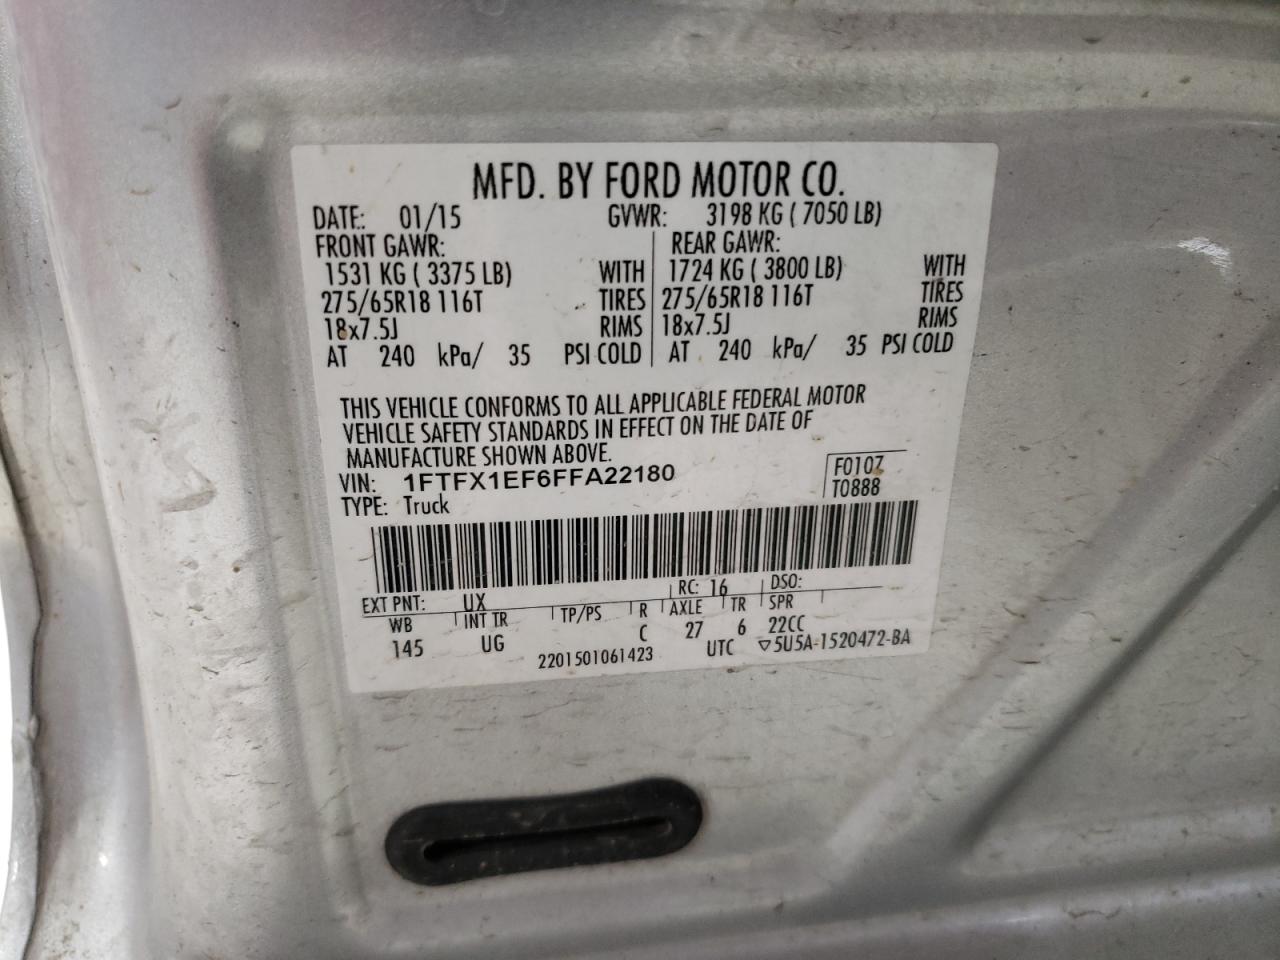 MFD. BY FORD MOTOR CO.
DATE: 01/15 GVWR: 3198 KG ( 7050 LB)
FRONT GAWR: REAR GAWR:
1531 KG ( 3375 LB) WITH 1724 KG ( 3800 LB) WITH
275/65R18 116T TIRES 275/65R18 116T TIRES
18x7.5J RIMS 18x7.5J RIMS
AT 240 kPa/ 35 PSI COLD AT 240 kPa/ 35 PSI COLD
THIS VEHICLE CONFORMS TO ALL APPLICABLE FEDERAL MOTOR
VEHICLE SAFETY STANDARDS IN EFFECT ON THE DATE OF
MANUFACTURE SHOWN ABOVE.
VIN: 1FTFX1EF6FFA22180 F0107
TYPE: Truck T0888
EXT PNT: UX RC: 16 DSO:
WB INT TR TP/PS R AXLE TR SPR
145 UG C 27 6 22CC
2201501061423 UTC ▽5U5A-1520472-BA